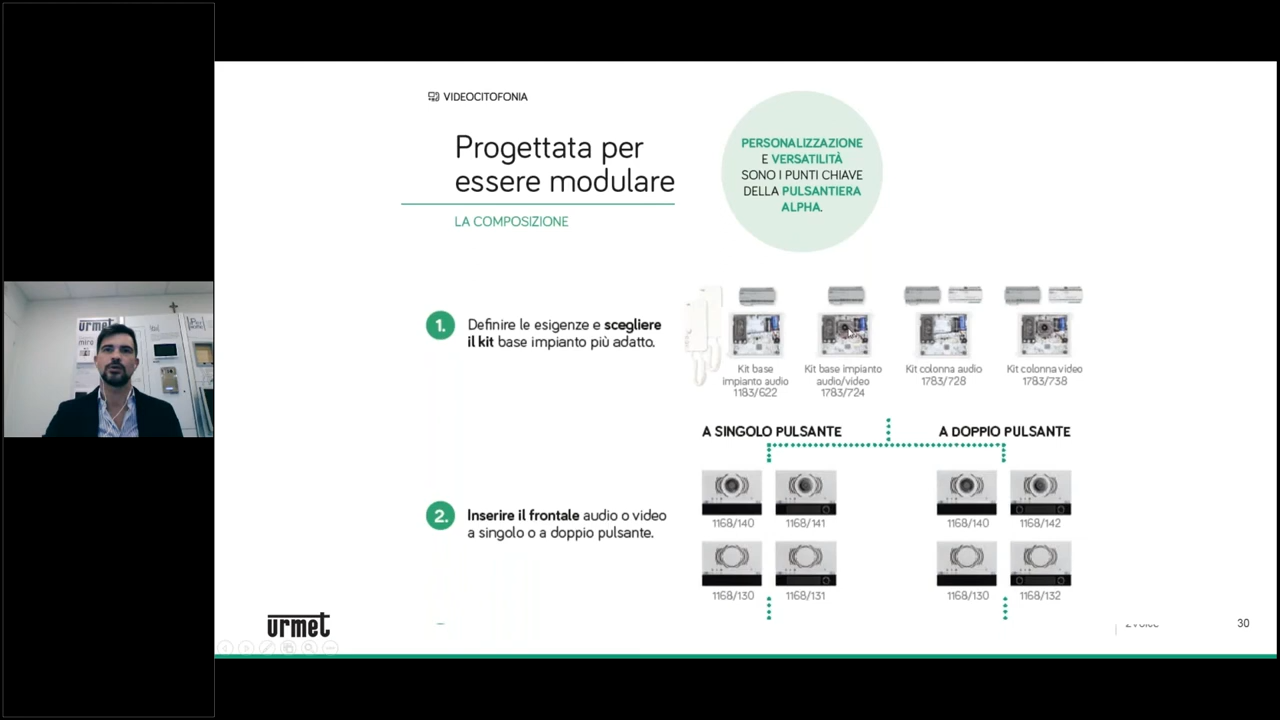 VIDEOCITOFONIA
Progettata per
essere modulare
LA COMPOSIZIONE
PERSONALIZZAZIONE
E VERSATILITÀ
SONO I PUNTI CHIAVE
DELLA PULSANTIERA
ALPHA.
1.
Definire le esigenze e scegliere
il kit base impianto più adatto.
Kit base
impianto audio
1183/622
Kit base impianto
audio/video
1783/724
Kit colonna audio
1783/728
Kit colonna video
1783/738
A SINGOLO PULSANTE
A DOPPIO PULSANTE
1168/140
1168/141
1168/140
1168/142
2.
Inserire il frontale audio o video
a singolo o a doppio pulsante.
1168/130
1168/131
1168/130
1168/132
urmet
30
urmet